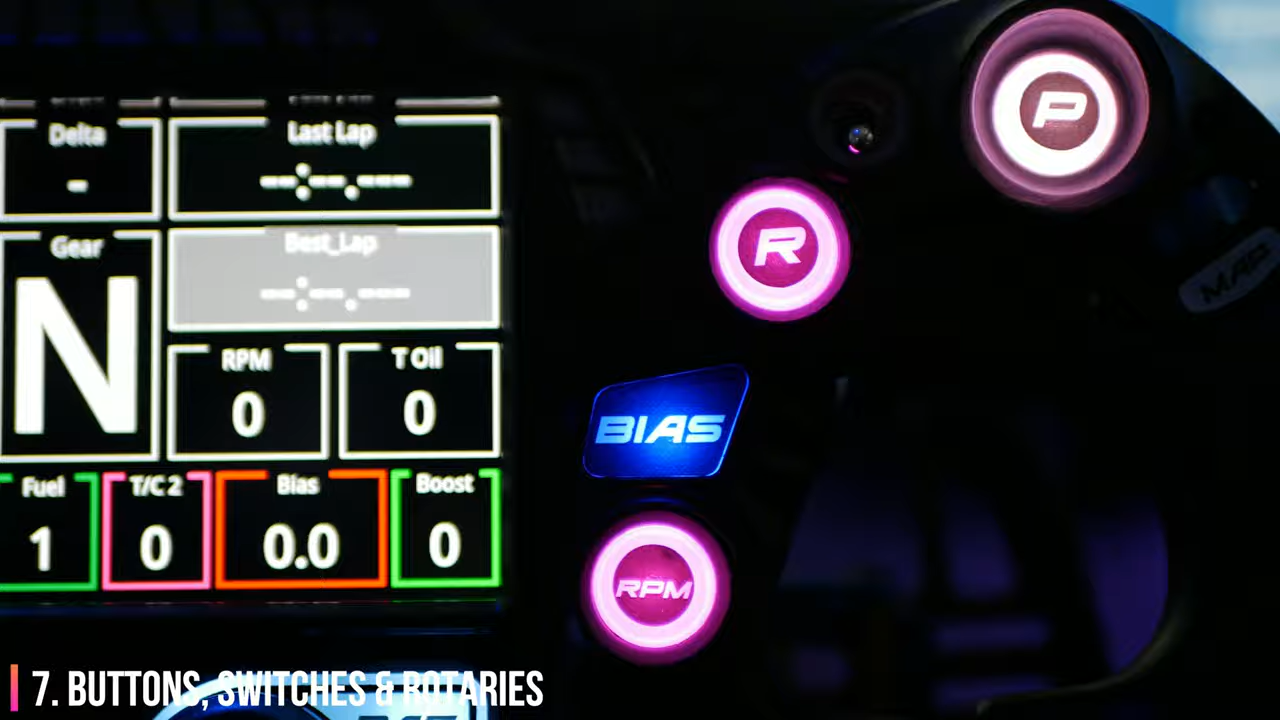 Delta
-
Last Lap
--:--.---
Gear
N
Best_Lap
--:--.---
RPM
0
T Oil
0
Fuel
1
T/C 2
0
Bias
0.0
Boost
0
P
R
MAP
BIAS
RPM
7. BUTTONS, SWITCHES & ROTARIES